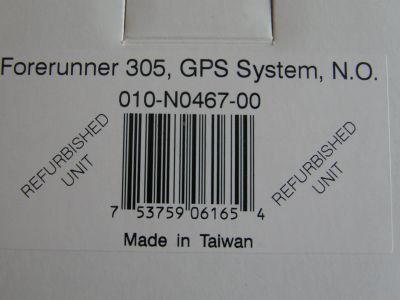 Forerunner 305, GPS System, N.O.
010-N0467-00
REFURBISHED
UNIT
REFURBISHED
UNIT
7 53759 06165 4
Made in Taiwan